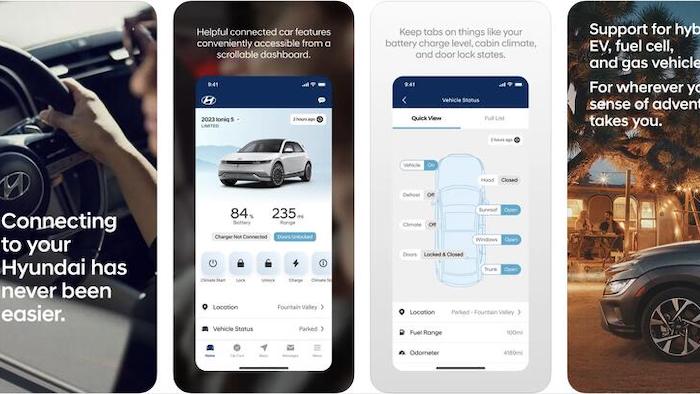 Connecting
to your
Hyundai has
never been
easier.
Helpful connected car features
conveniently accessible from a
scrollable dashboard.
9:41
2023 Ioniq 5
LIMITED
2 hours ago
84%
Battery
235 mi
Range
Charger Not Connected
Doors Unlocked
Climate Start
Lock
Unlock
Charge
Climate
Location
Fountain Valley
Vehicle Status
Parked
Home
Car Care
Maps
Messages
Menu
Keep tabs on things like your
battery charge level, cabin climate,
and door lock states.
9:41
Vehicle Status
Quick View
Full List
2 hours ago
Vehicle
On
Hood
Closed
Defrost
Off
Sunroof
Open
Climate
Off
Windows
Open
Doors
Locked & Closed
Trunk
Open
Location
Parked - Fountain Valley
Fuel Range
100mi
Odometer
4189mi
Support for hyb
EV, fuel cell,
and gas vehicle
For wherever yo
sense of advent
takes you.